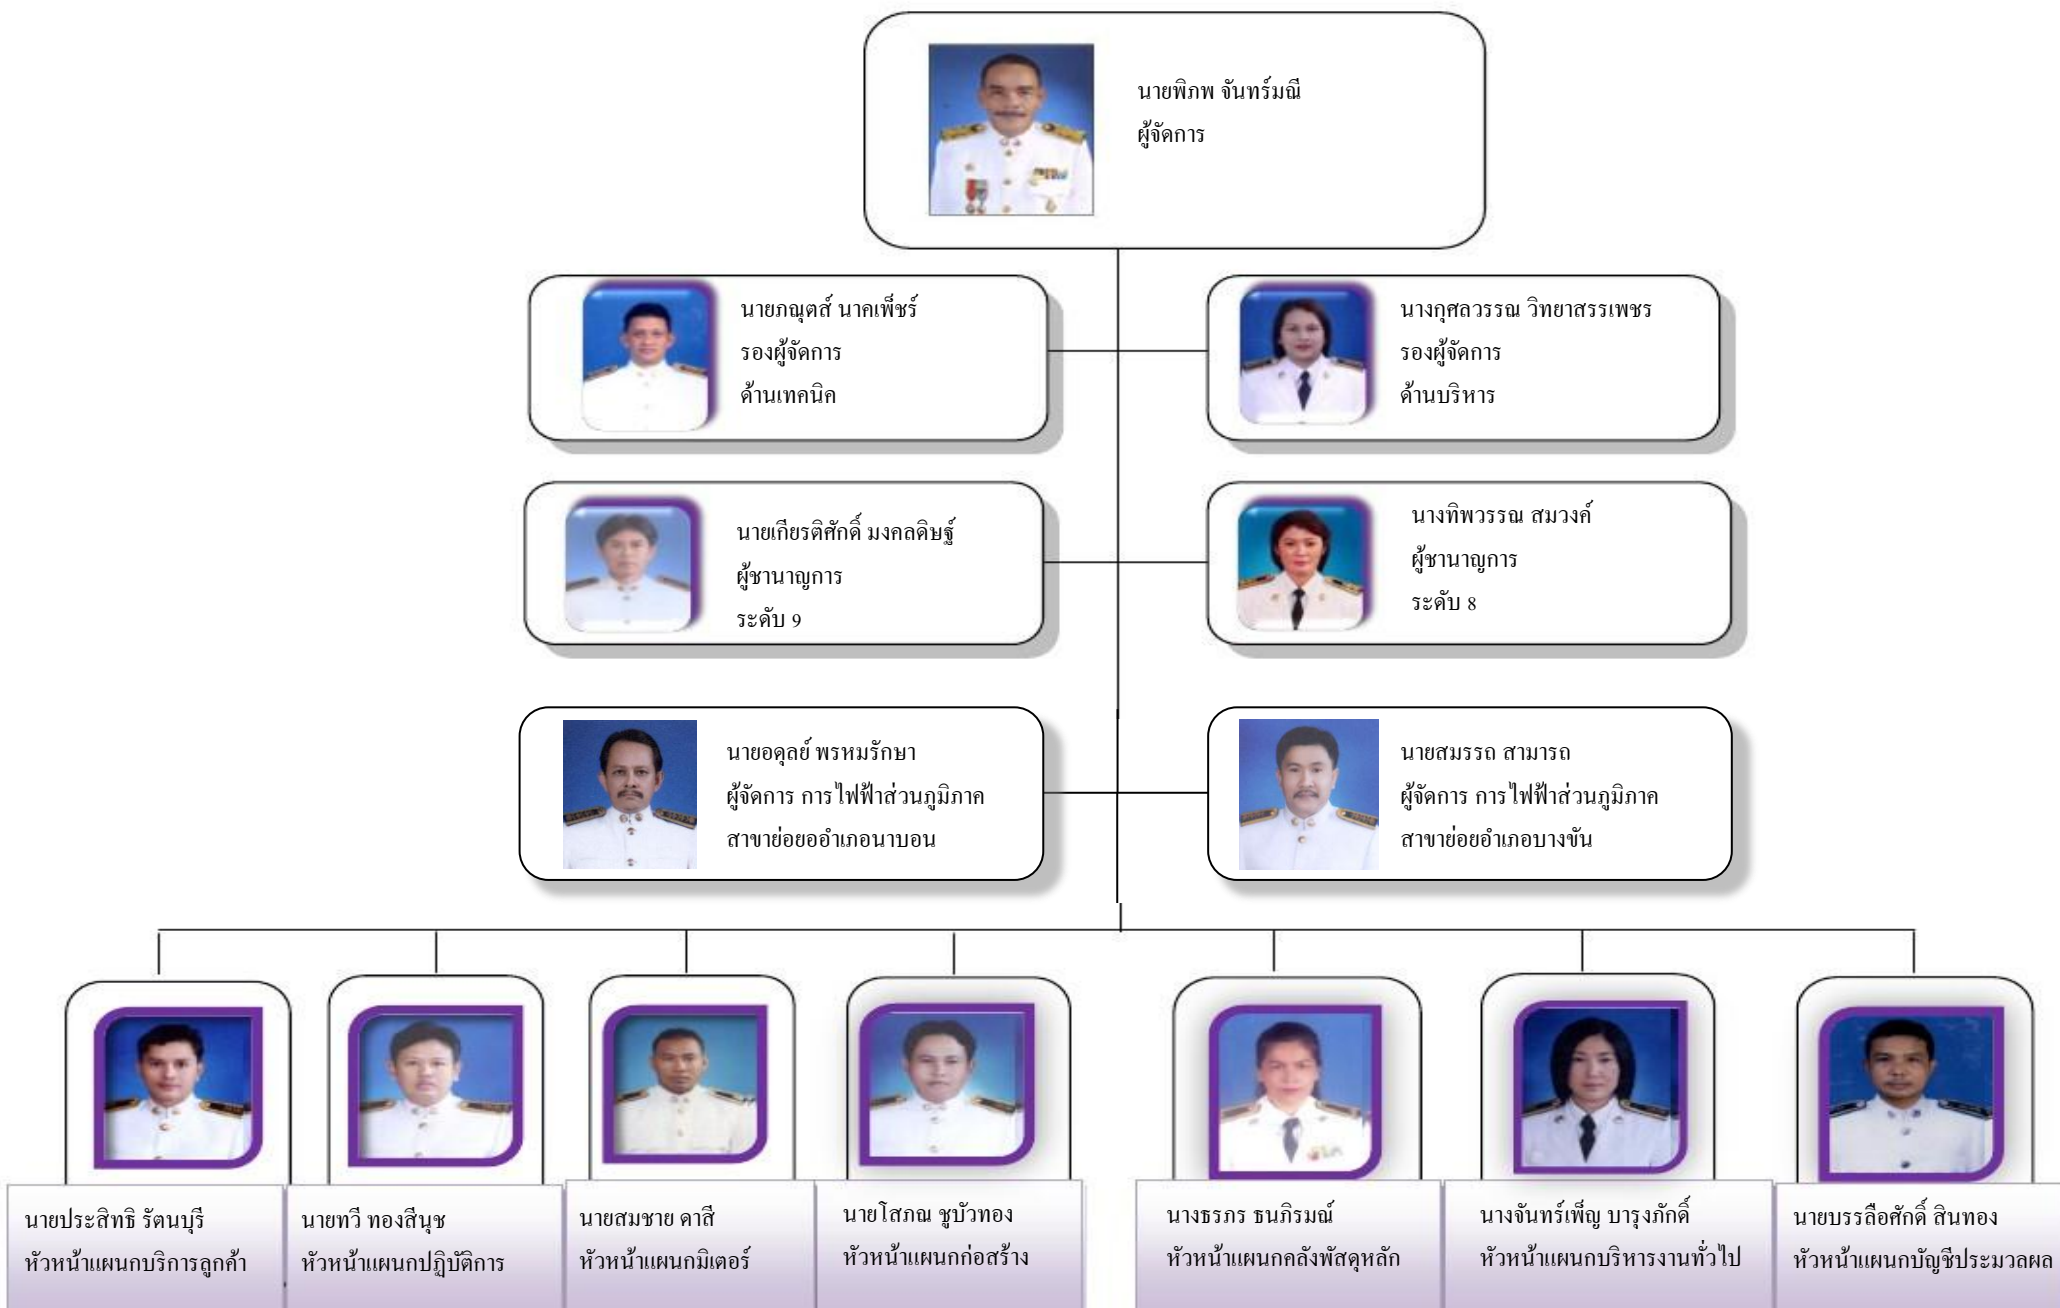 นายพิภพ จันทร์มณี
ผู้จัดการ
นายภณุตส์ นาคเพ็ชร์
รองผู้จัดการ
ด้านเทคนิค
นางกุศลวรรณ วิทยาสรรเพชร
รองผู้จัดการ
ด้านบริหาร
นายเกียรติศักดิ์ มงคลดิษฐ์
ผู้ชานาญการ
ระดับ 9
นางทิพวรรณ สมวงค์
ผู้ชานาญการ
ระดับ 8
นายอดุลย์ พรหมรักษา
ผู้จัดการ การไฟฟ้าส่วนภูมิภาค
สาขาย่อยออำเภอนาบอน
นายสมรรถ สามารถ
ผู้จัดการ การไฟฟ้าส่วนภูมิภาค
สาขาย่อยอำเภอบางขัน
นายประสิทธิ รัตนบุรี
หัวหน้าแผนกบริการลูกค้า
นายทวี ทองสีนุช
หัวหน้าแผนกปฏิบัติการ
นายสมชาย ดาสี
หัวหน้าแผนกมิเตอร์
นายโสภณ ชูบัวทอง
หัวหน้าแผนกก่อสร้าง
นางธรภร ธนภิรมณ์
หัวหน้าแผนกคลังพัสดุหลัก
นางจันทร์เพ็ญ บารุงภักดิ์
หัวหน้าแผนกบริหารงานทั่วไป
นายบรรลือศักดิ์ สินทอง
หัวหน้าแผนกบัญชีประมวลผล